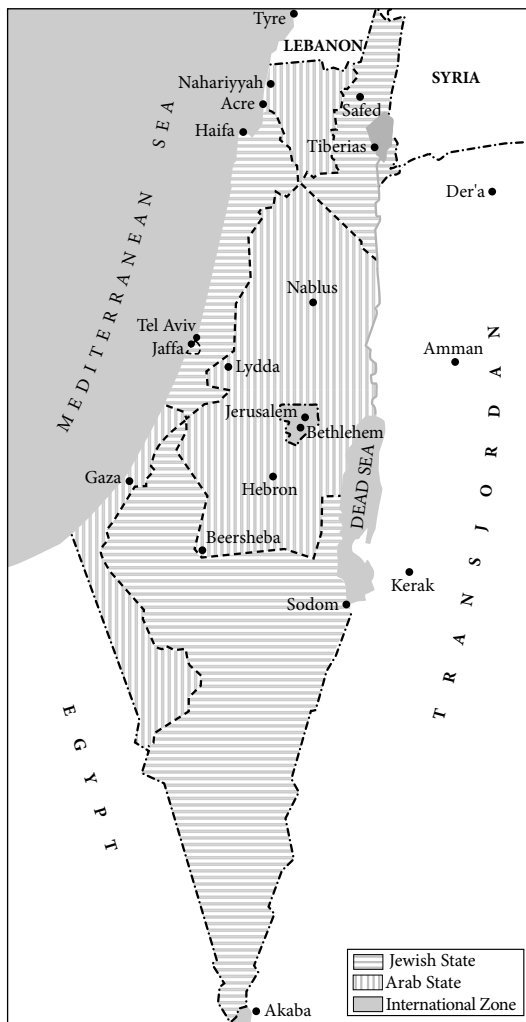 Tyre
LEBANON
SYRIA
Nahariyyah
Acre
Safed
Haifa
Tiberias
Der'a
MEDITERRANEAN SEA
Nablus
Tel Aviv
Jaffa
Amman
Lydda
Jerusalem
Bethlehem
Gaza
Hebron
DEAD SEA
Beersheba
Kerak
Sodom
TRANSJORDAN
EGYPT
Akaba
Jewish State
Arab State
International Zone